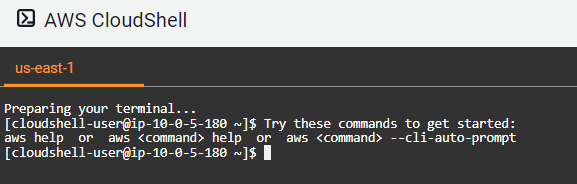 AWS CloudShell
us-east-1
Preparing your terminal...
[cloudshell-user@ip-10-0-5-180 ~]$ Try these commands to get started:
aws help  or  aws <command> help  or  aws <command> --cli-auto-prompt
[cloudshell-user@ip-10-0-5-180 ~]$